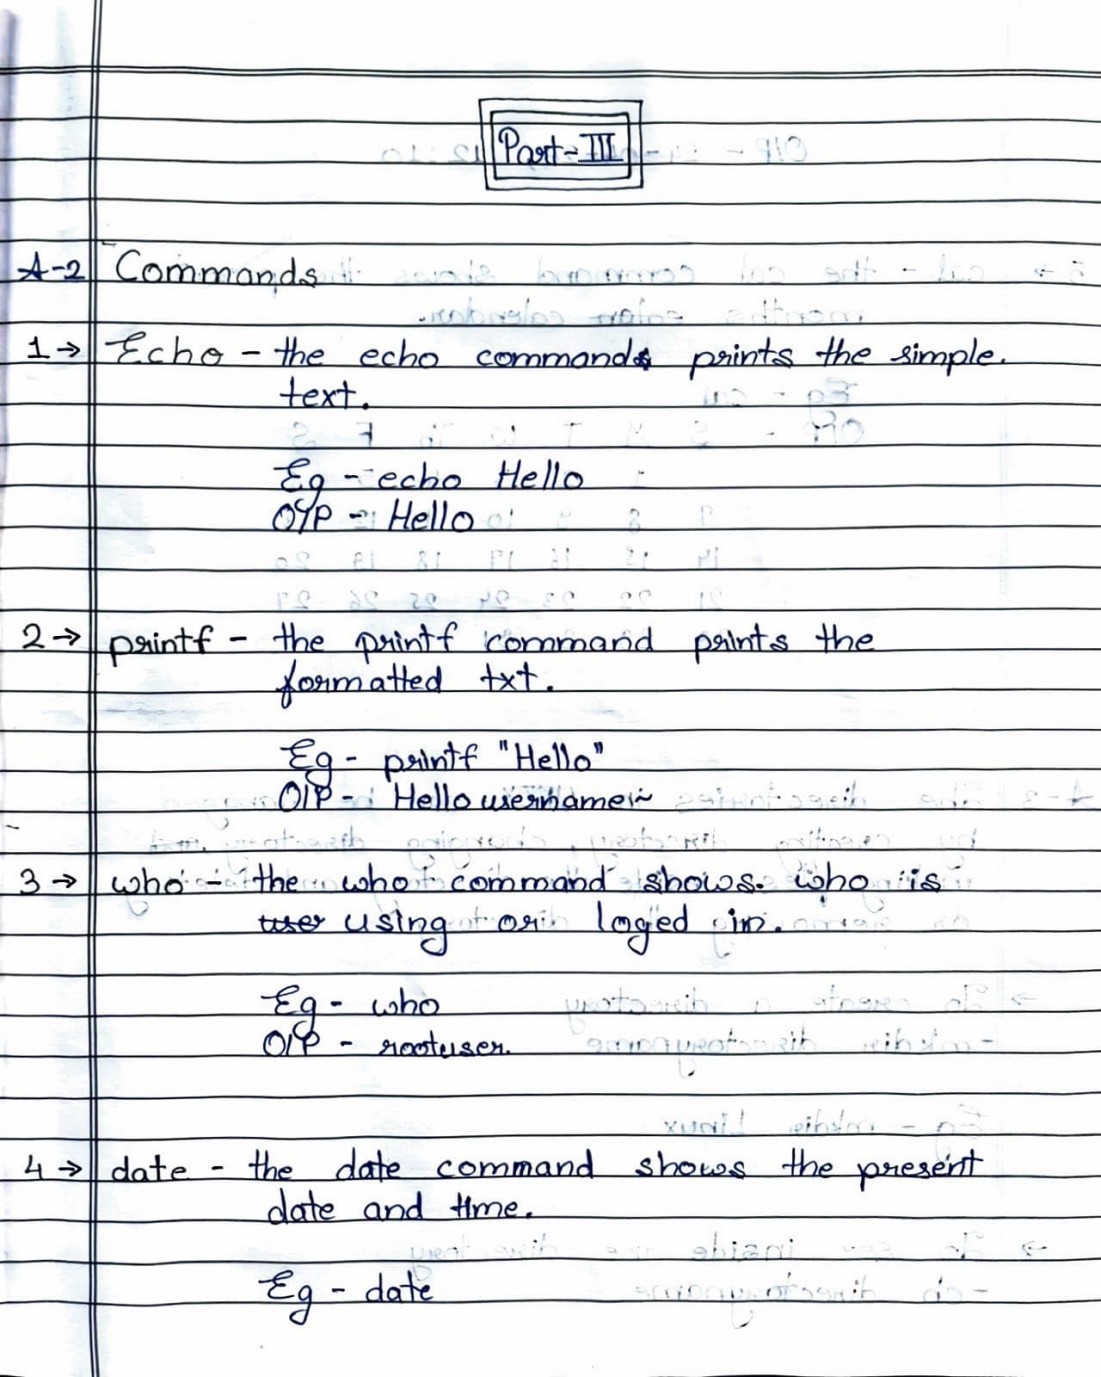 Part-III
A-2 Commands
1→ Echo - the echo commands prints the simple.
text.
Eg - echo Hello
O/P - Hello
2→ printf - the printf command prints the
formatted txt.
Eg - printf "Hello"
O/P - Hello username~
3→ who - the who command shows. who is
using or loged in.
Eg - who
O/P - rootuser.
4→ date - the date command shows the present
date and time.
Eg - date